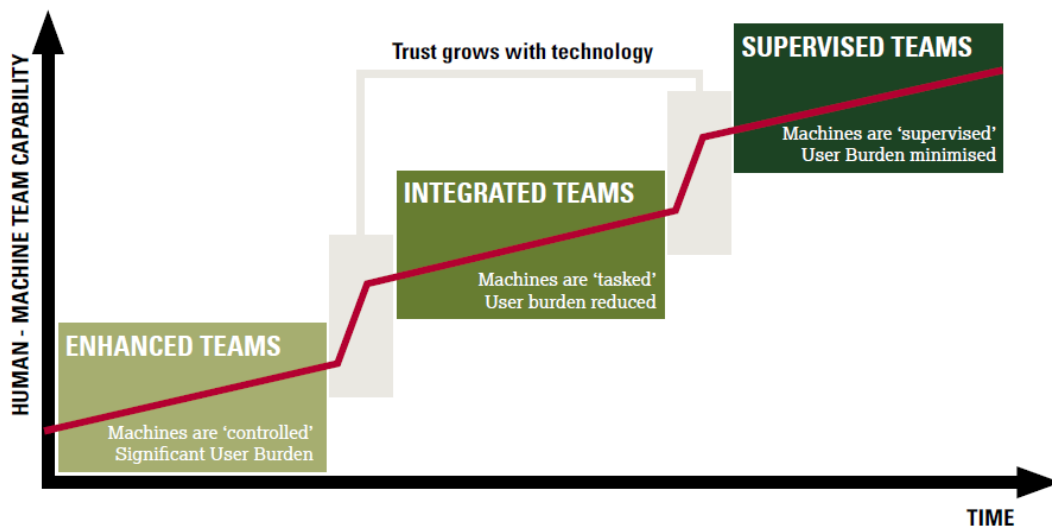 HUMAN - MACHINE TEAM CAPABILITY
Trust grows with technology
SUPERVISED TEAMS
Machines are ‘supervised’
User Burden minimised
INTEGRATED TEAMS
Machines are ‘tasked’
User burden reduced
ENHANCED TEAMS
Machines are ‘controlled’
Significant User Burden
TIME